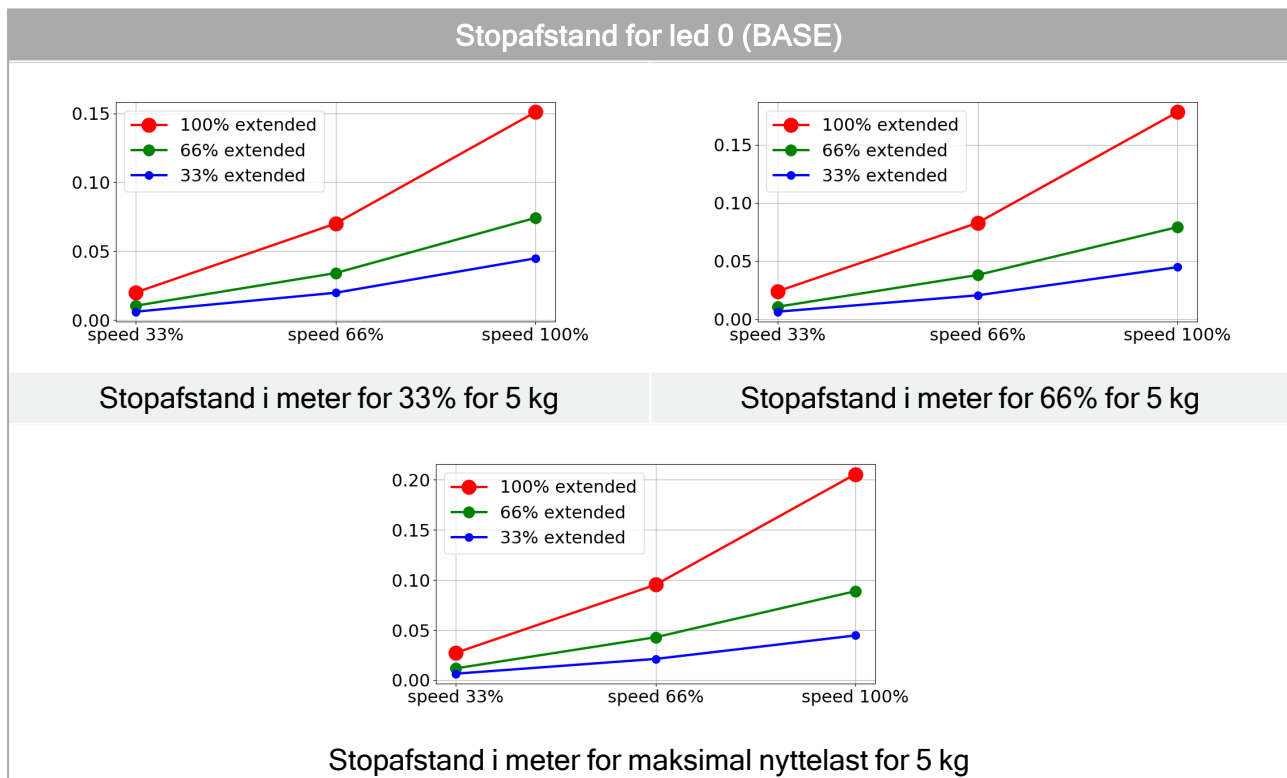 Stopafstand for led 0 (BASE)
0.15
0.10
0.05
0.00
100% extended
66% extended
33% extended
speed 33%
speed 66%
speed 100%
0.15
0.10
0.05
0.00
100% extended
66% extended
33% extended
speed 33%
speed 66%
speed 100%
Stopafstand i meter for 33% for 5 kg
Stopafstand i meter for 66% for 5 kg
0.20
0.15
0.10
0.05
0.00
100% extended
66% extended
33% extended
speed 33%
speed 66%
speed 100%
Stopafstand i meter for maksimal nyttelast for 5 kg